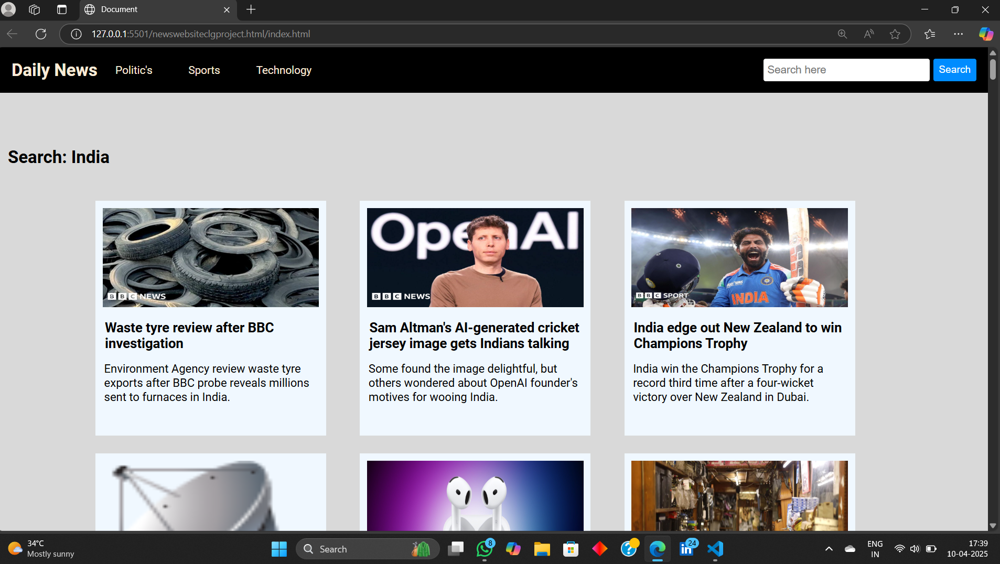 Document
127.0.0.1:5501/newswebsiteclgproject.html/index.html
Daily News
Politic's
Sports
Technology
Search here
Search
Search: India
BBC NEWS
OpenAI
BBC NEWS
BBC SPORT
INDIA
Waste tyre review after BBC
investigation
Environment Agency review waste tyre
exports after BBC probe reveals millions
sent to furnaces in India.
Sam Altman's AI-generated cricket
jersey image gets Indians talking
Some found the image delightful, but
others wondered about OpenAI founder's
motives for wooing India.
India edge out New Zealand to win
Champions Trophy
India win the Champions Trophy for a
record third time after a four-wicket
victory over New Zealand in Dubai.
34°C
Mostly sunny
Search
8
24
ENG
IN
17:39
10-04-2025